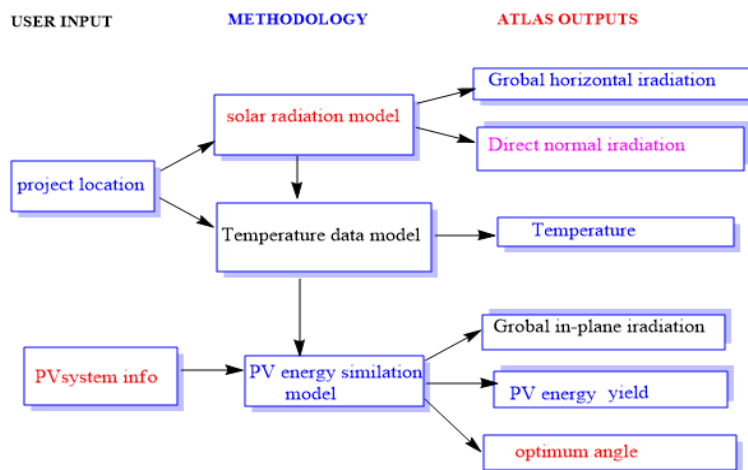 USER INPUT
METHODOLOGY
ATLAS OUTPUTS
Grobal horizontal iradiation
solar radiation model
Direct normal iradiation
project location
Temperature data model
Temperature
Grobal in-plane iradiation
PVsystem info
PV energy similation
model
PV energy yield
optimum angle